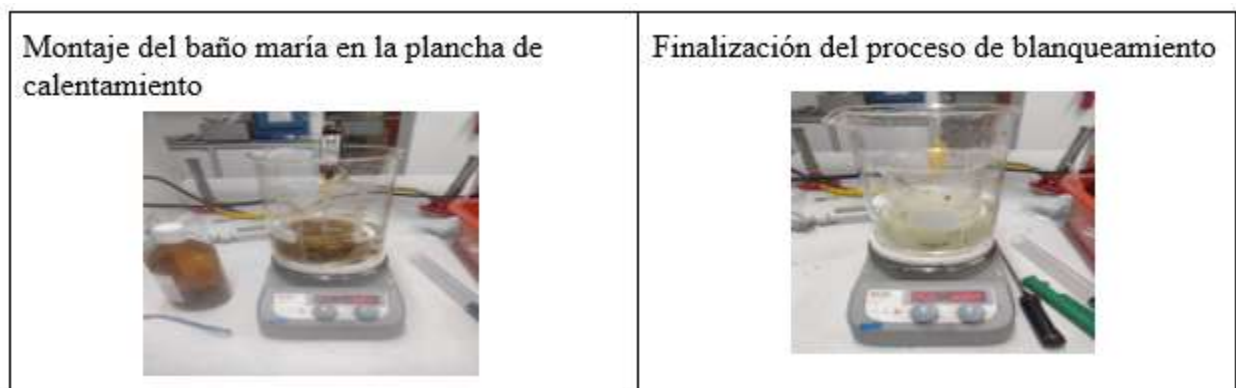 Montaje del baño maría en la plancha de
calentamiento
Finalización del proceso de blanqueamiento